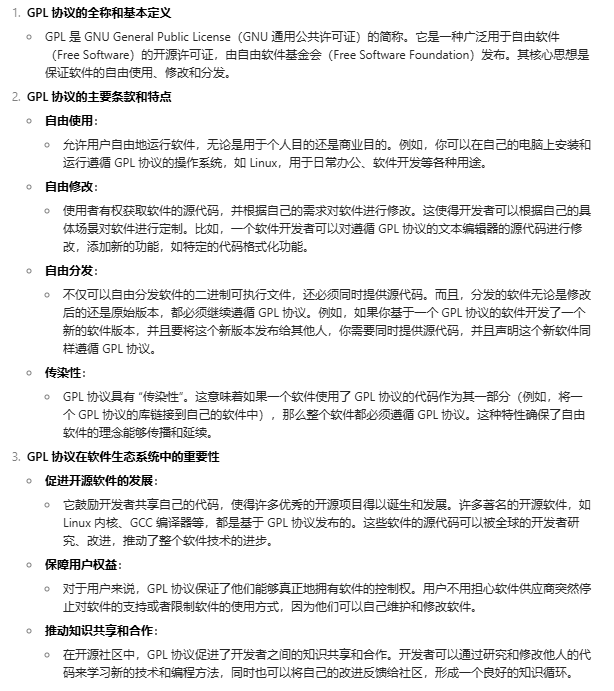 1. GPL 协议的全称和基本定义
GPL 是 GNU General Public License（GNU 通用公共许可证）的简称。它是一种广泛用于自由软件
（Free Software）的开源许可证，由自由软件基金会（Free Software Foundation）发布。其核心思想是
保证软件的自由使用、修改和分发。
2. GPL 协议的主要条款和特点
自由使用：
允许用户自由地运行软件，无论是用于个人目的还是商业目的。例如，你可以在自己的电脑上安装和
运行遵循 GPL 协议的操作系统，如 Linux，用于日常办公、软件开发等各种用途。
自由修改：
使用者有权获取软件的源代码，并根据自己的需求对软件进行修改。这使得开发者可以根据自己的具
体场景对软件进行定制。比如，一个软件开发者可以对遵循 GPL 协议的文本编辑器的源代码进行修
改，添加新的功能，如特定的代码格式化功能。
自由分发：
不仅可以自由分发软件的二进制可执行文件，还必须同时提供源代码。而且，分发的软件无论是修改
后的还是原始版本，都必须继续遵循 GPL 协议。例如，如果你基于一个 GPL 协议的软件开发了一个
新的软件版本，并且要将这个新版本发布给其他人，你需要同时提供源代码，并且声明这个新软件同
样遵循 GPL 协议。
传染性：
GPL 协议具有 “传染性”。这意味着如果一个软件使用了 GPL 协议的代码作为其一部分（例如，将一
个 GPL 协议的库链接到自己的软件中），那么整个软件都必须遵循 GPL 协议。这种特性确保了自由
软件的理念能够传播和延续。
3. GPL 协议在软件生态系统中的重要性
促进开源软件的发展：
它鼓励开发者共享自己的代码，使得许多优秀的开源项目得以诞生和发展。许多著名的开源软件，如
Linux 内核、GCC 编译器等，都是基于 GPL 协议发布的。这些软件的源代码可以被全球的开发者研
究、改进，推动了整个软件技术的进步。
保障用户权益：
对于用户来说，GPL 协议保证了他们能够真正地拥有软件的控制权。用户不用担心软件供应商突然停
止对软件的支持或者限制软件的使用方式，因为他们可以自己维护和修改软件。
推动知识共享和合作：
在开源社区中，GPL 协议促进了开发者之间的知识共享和合作。开发者可以通过研究和修改他人的代
码来学习新的技术和编程方法，同时也可以将自己的改进反馈给社区，形成一个良好的知识循环。